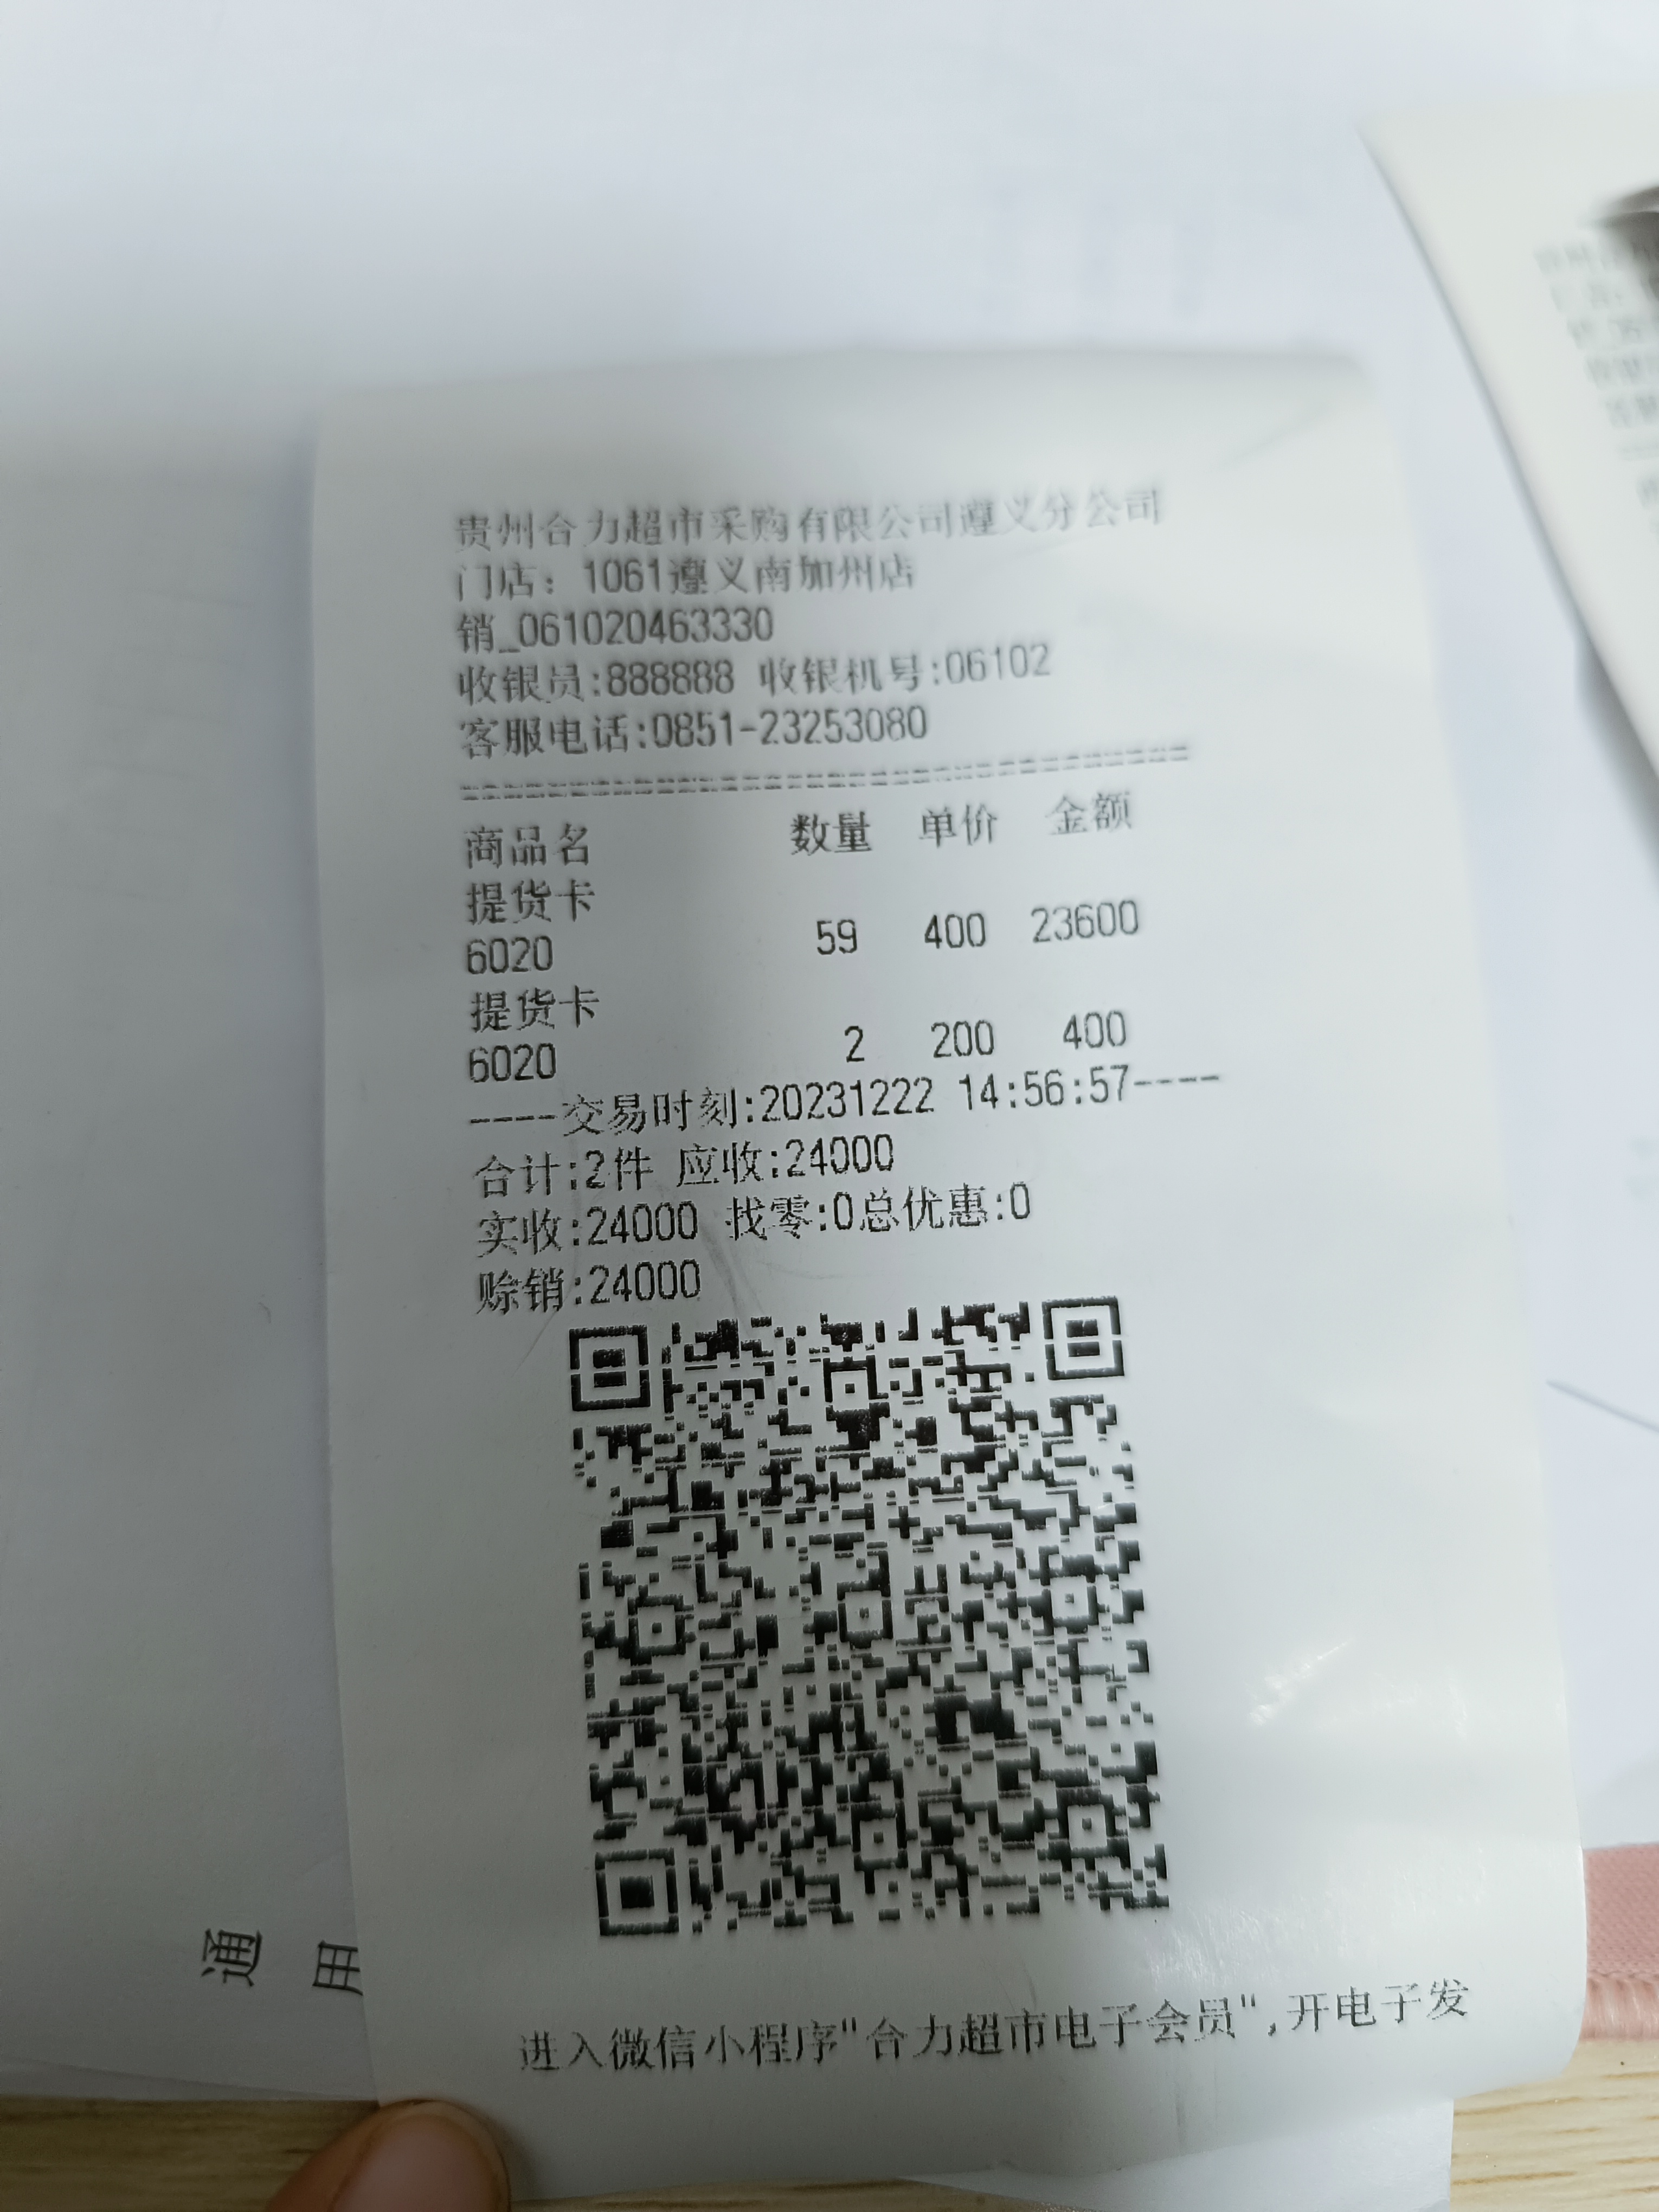 贵州合力超市采购有限公司遵义分公司
门店：1061遵义南加州店
销_061020463330
收银员:888888 收银机号:06102
客服电话:0851-23253080
商品名 数量 单价 金额
提货卡
6020 59 400 23600
提货卡
6020 2 200 400
----交易时刻:20231222 14:56:57----
合计:2件 应收:24000
实收:24000 找零:0总优惠:0
赊销:24000
进入微信小程序"合力超市电子会员",开电子发
通用